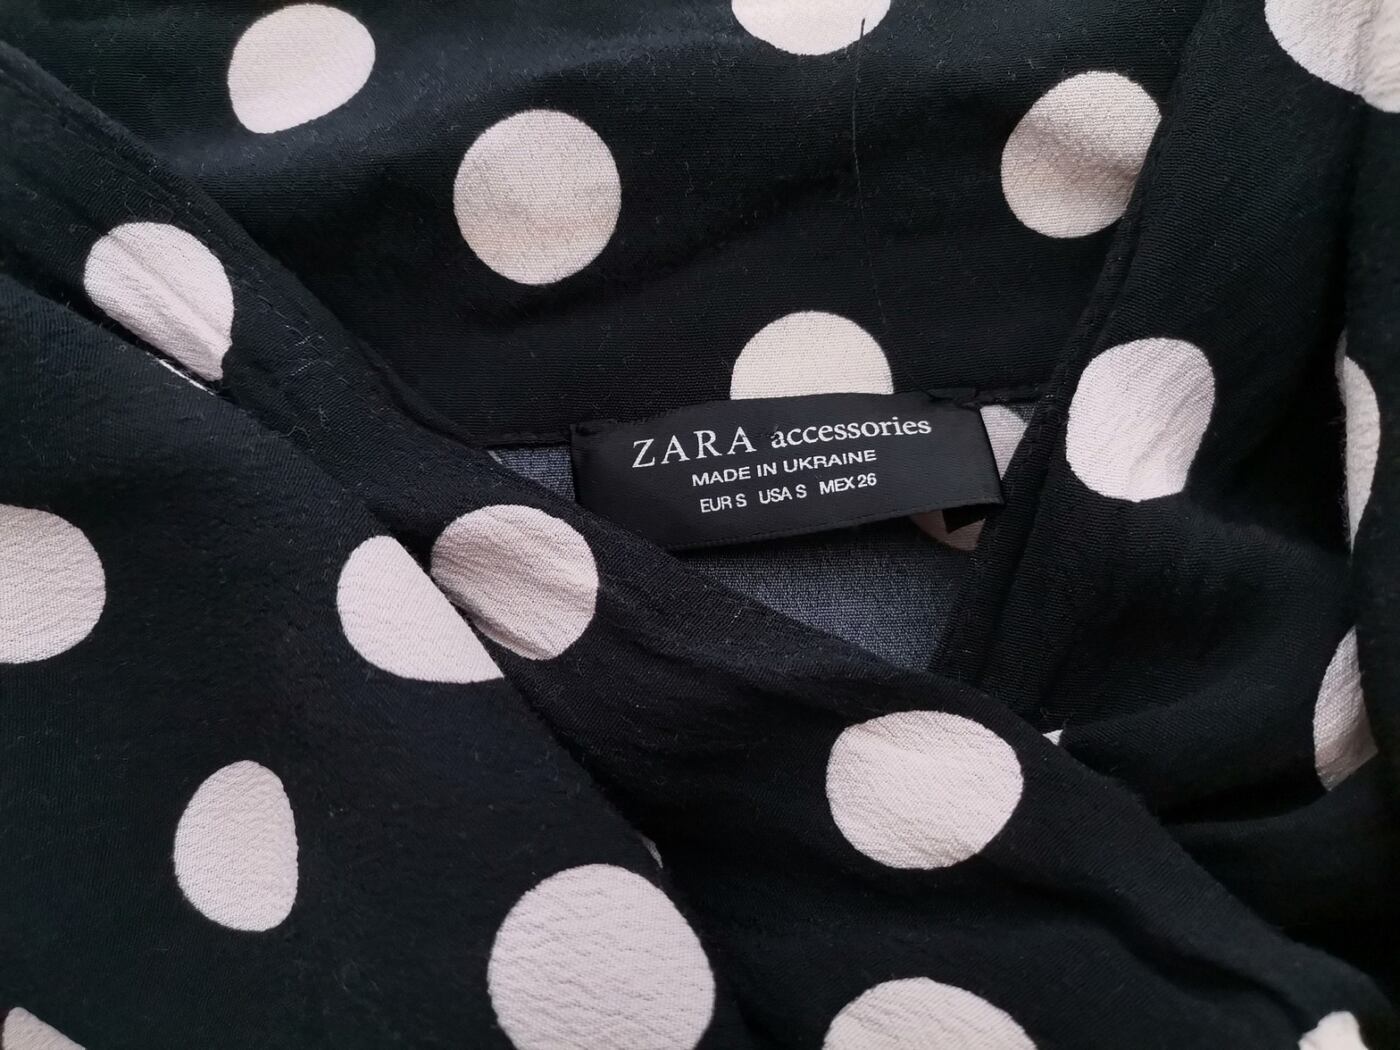 ZARA accessories
MADE IN UKRAINE
EUR S USA S MEX 26